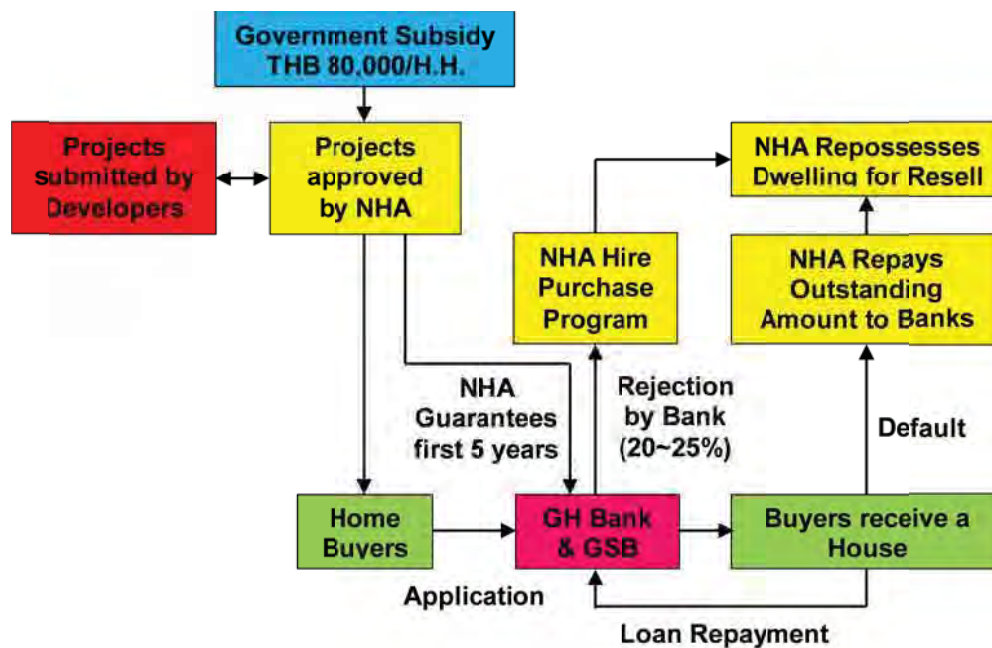 Government Subsidy
THB 80,000/H.H.
Projects
submitted by
Developers
Projects
approved
by NHA
NHA Repossesses
Dwelling for Resell
NHA Hire
Purchase
Program
NHA Repays
Outstanding
Amount to Banks
NHA
Guarantees
first 5 years
Rejection
by Bank
(20~25%)
Default
Home
Buyers
GH Bank
& GSB
Buyers receive a
House
Application
Loan Repayment